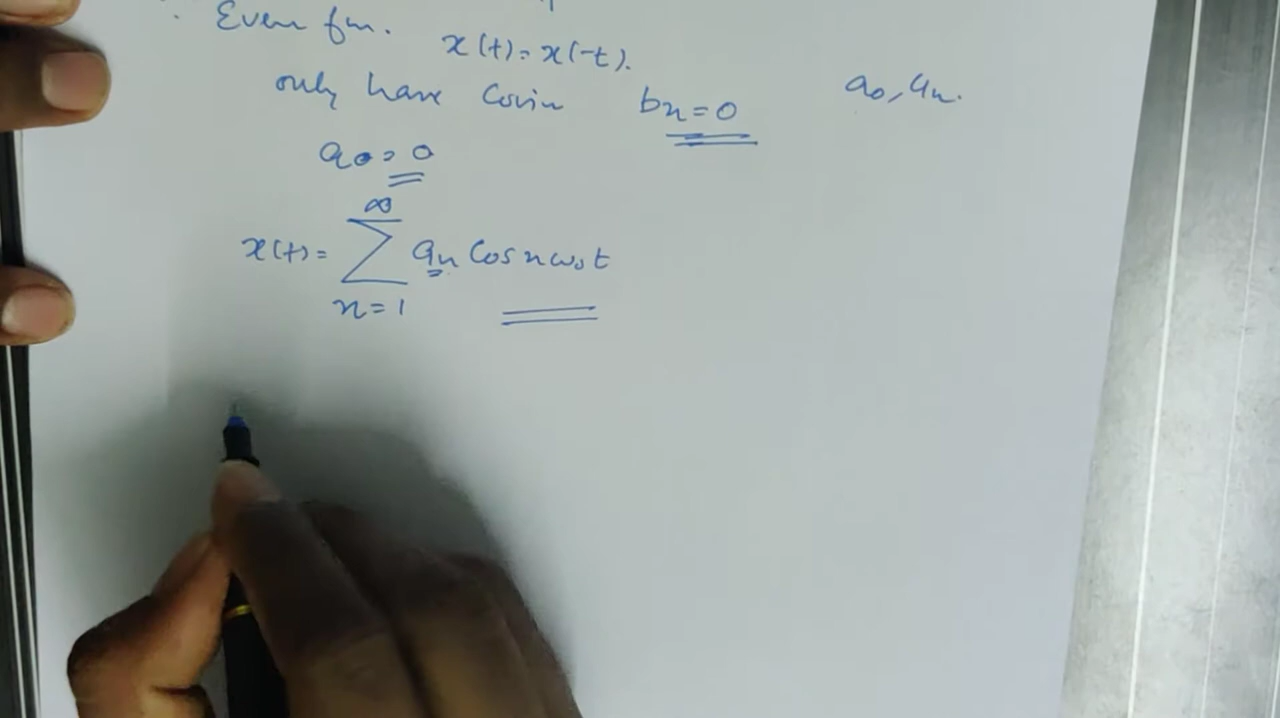 Even fn.
x(t)=x(-t).
only have Cosin bn=0 a0, an.
a0=0
∞
x(t)= ∑ an Cos nω0t
n=1